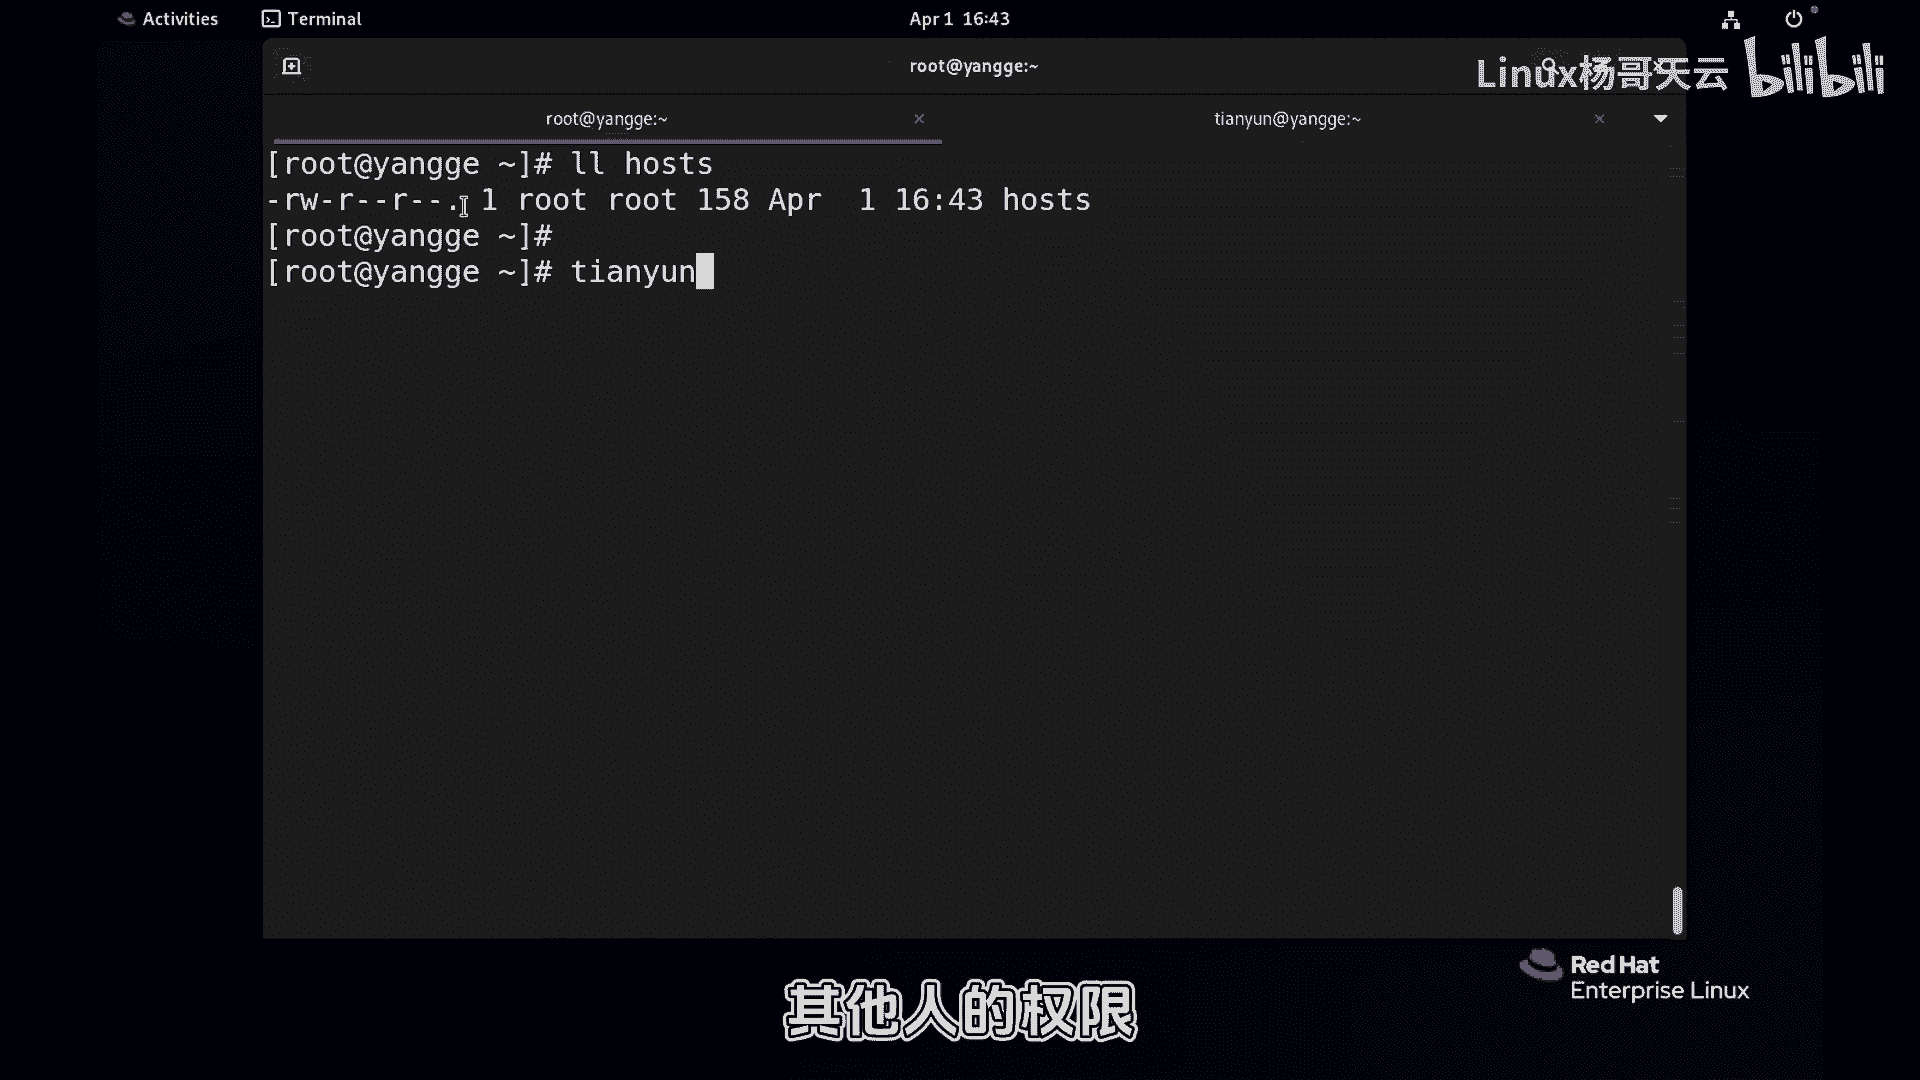 Activities Terminal Apr 1 16:43
root@yangge:~
Linux杨哥天云 bilibili
root@yangge:~ × tianyun@yangge:~ ×
[root@yangge ~]# ll hosts
-rw-r--r--. 1 root root 158 Apr  1 16:43 hosts
[root@yangge ~]#
[root@yangge ~]# tianyun
Red Hat
Enterprise Linux
其他人的权限